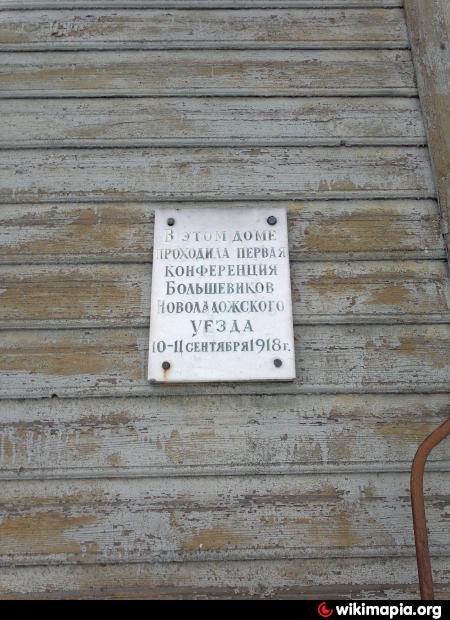 В ЭТОМ ДОМЕ
ПРОХОДИЛА ПЕРВАЯ
КОНФЕРЕНЦИЯ
БОЛЬШЕВИКОВ
НОВОЛАДОЖСКОГО
УЕЗДА
10-11 СЕНТЯБРЯ 1918 г.
wikimapia.org